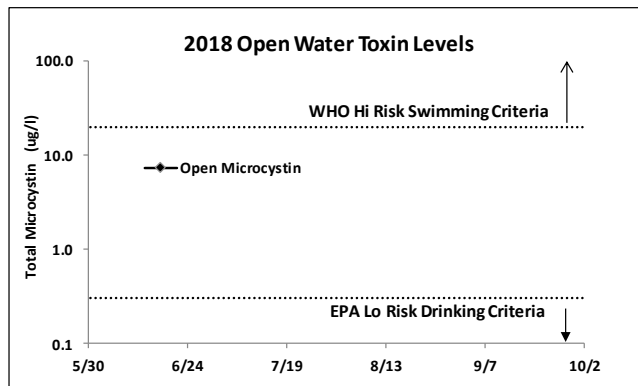 2018 Open Water Toxin Levels
100.0
WHO Hi Risk Swimming Criteria
10.0
Open Microcystin
Total Microcystin (ug/l)
1.0
EPA Lo Risk Drinking Criteria
0.1
5/30 6/24 7/19 8/13 9/7 10/2